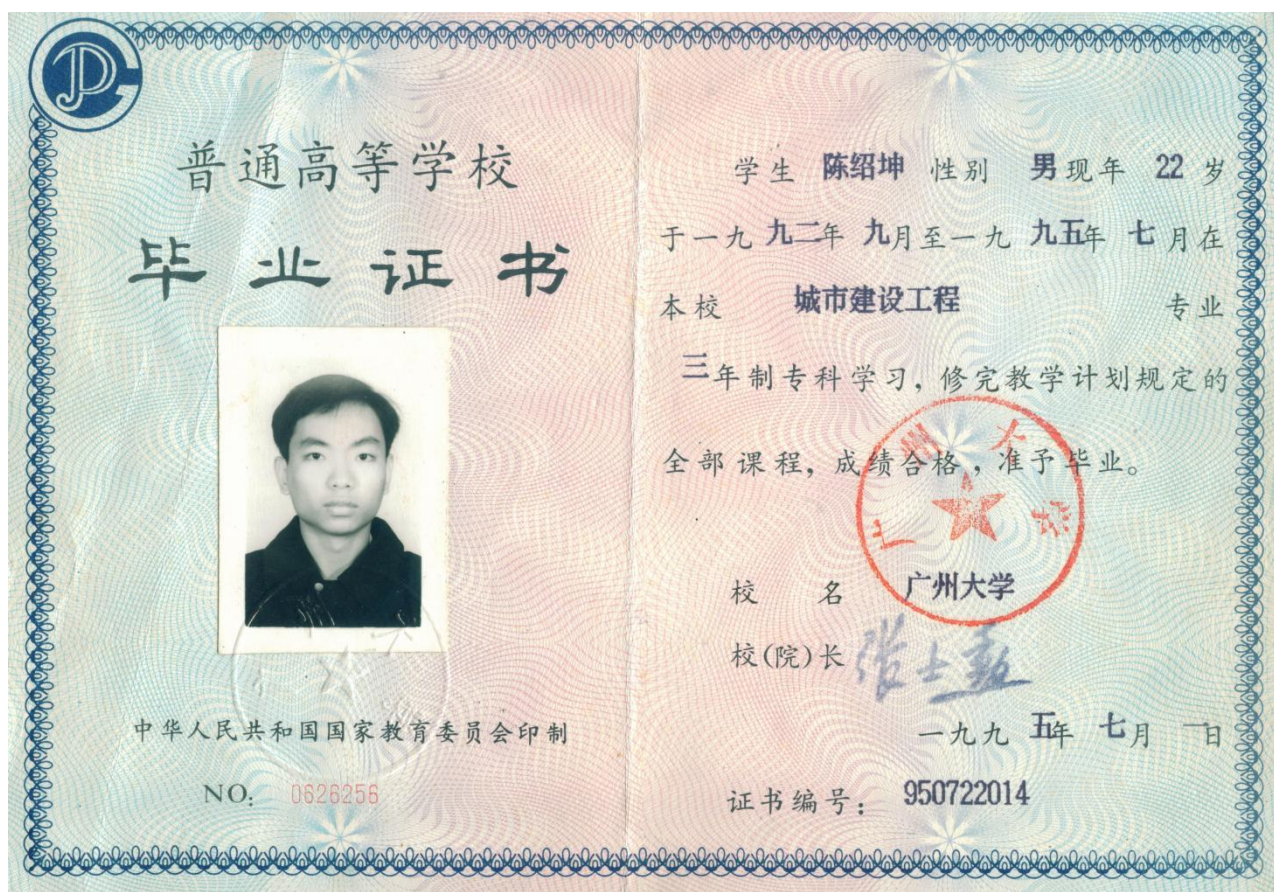 普通高等学校
毕业证书
中华人民共和国国家教育委员会印制
NO: 0626256
学生 陈绍坤 性别 男 现年 22 岁
于一九九二年九月至一九九五年七月在
本校 城市建设工程 专业
三年制专科学习，修完教学计划规定的
全部课程，成绩合格，准予毕业。
广州大学
校名 广州大学
校(院)长
一九九五年七月一日
证书编号： 950722014